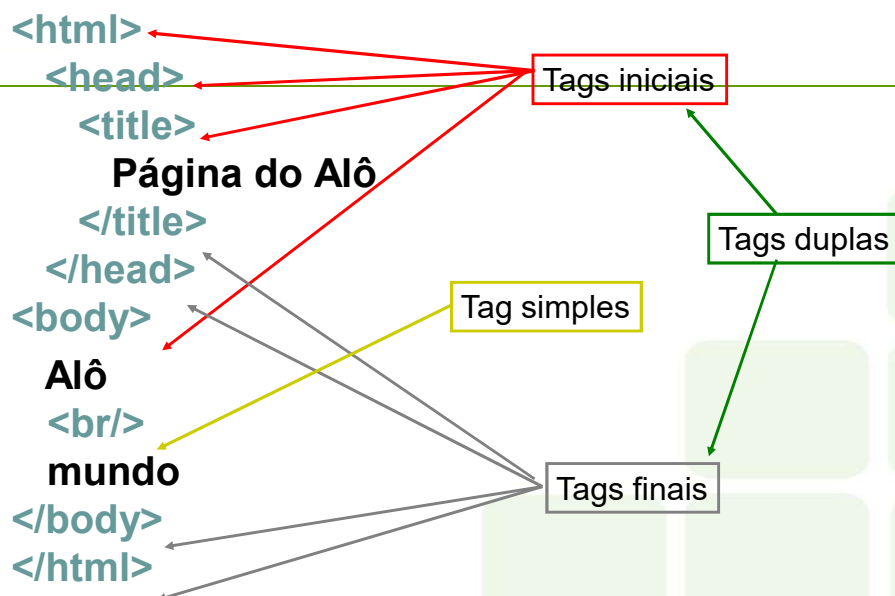 <html>
<head>
<title>
Página do Alô
</title>
</head>
<body>
Alô
<br/>
mundo
</body>
</html>
Tags iniciais
Tags duplas
Tag simples
Tags finais